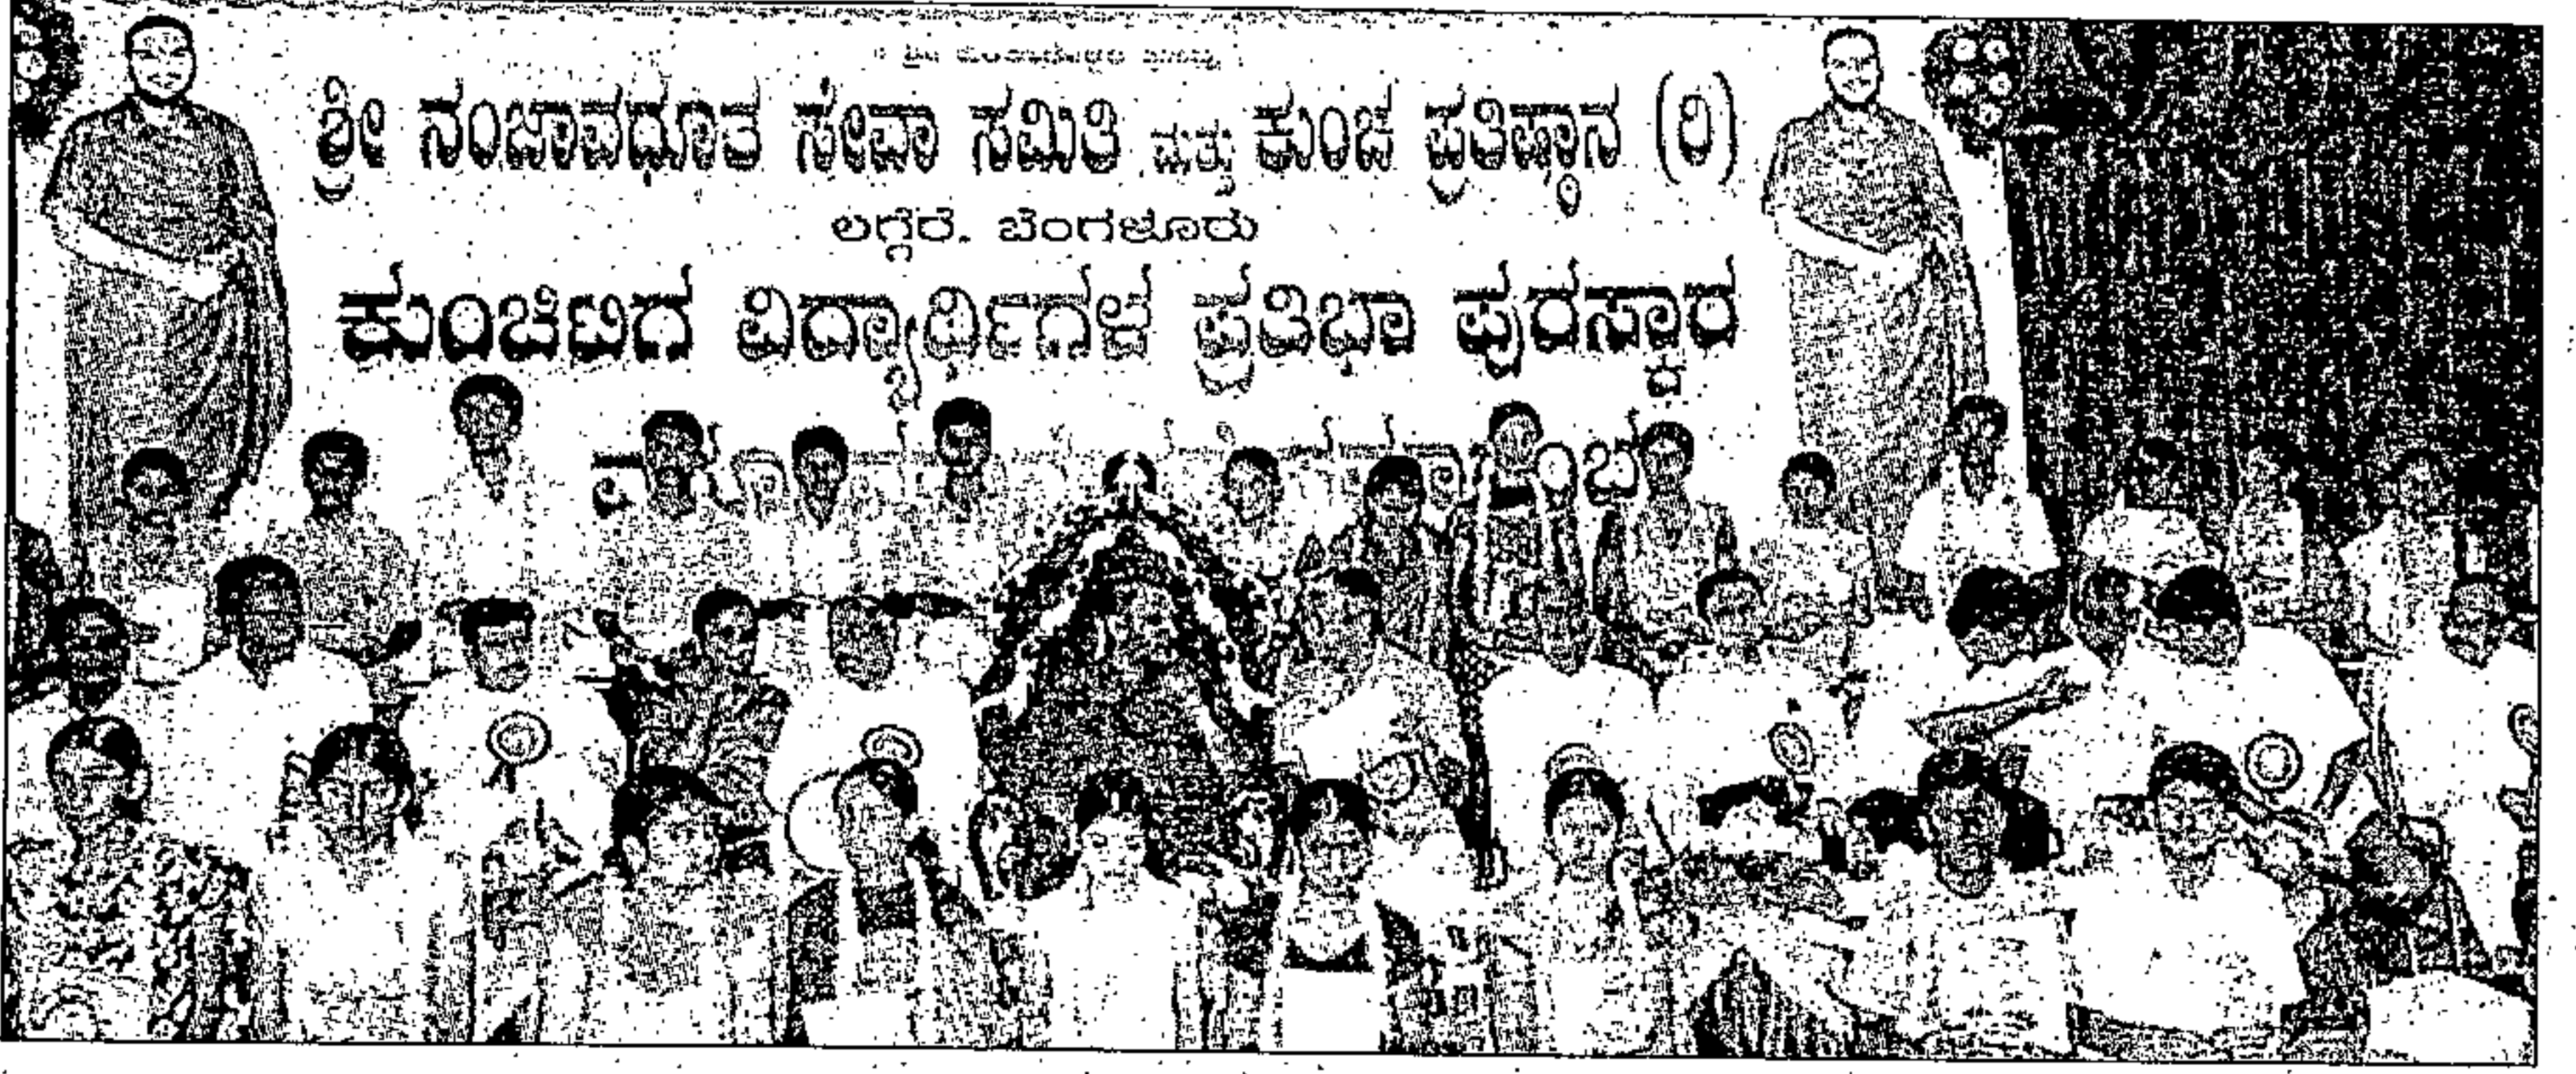 ಶ್ರೀ ನಂಜಾವಧೂತ ಸೇವಾ ಸಮಿತಿ ಮತ್ತು ಕುಂಚ ಪ್ರತಿಷ್ಠಾನ (ರಿ)
ಲಗ್ಗೆರೆ. ಬೆಂಗಳೂರು
ಕುಂಚಿಟಿಗ ವಿದ್ಯಾರ್ಥಿಗಳ ಪ್ರತಿಭಾ ಪುರಸ್ಕಾರ